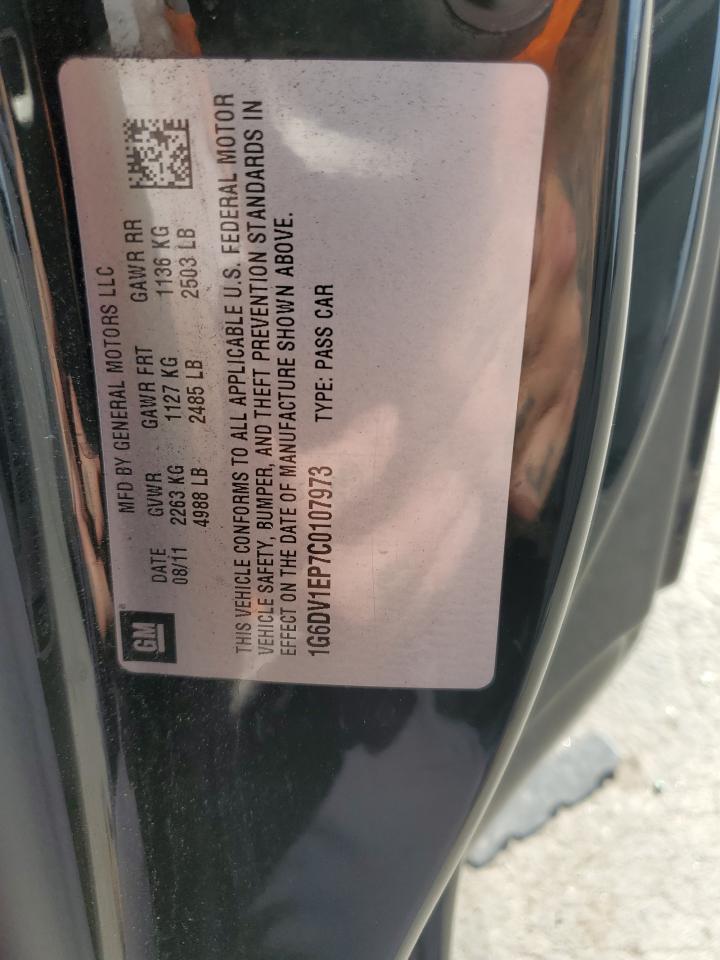 GM
MFD BY GENERAL MOTORS LLC
DATE GVWR GAWR FRT GAWR RR
08/11 2263 KG 1127 KG 1136 KG
4988 LB 2485 LB 2503 LB
THIS VEHICLE CONFORMS TO ALL APPLICABLE U.S. FEDERAL MOTOR
VEHICLE SAFETY, BUMPER, AND THEFT PREVENTION STANDARDS IN
EFFECT ON THE DATE OF MANUFACTURE SHOWN ABOVE.
1G6DV1EP7C0107973 TYPE: PASS CAR